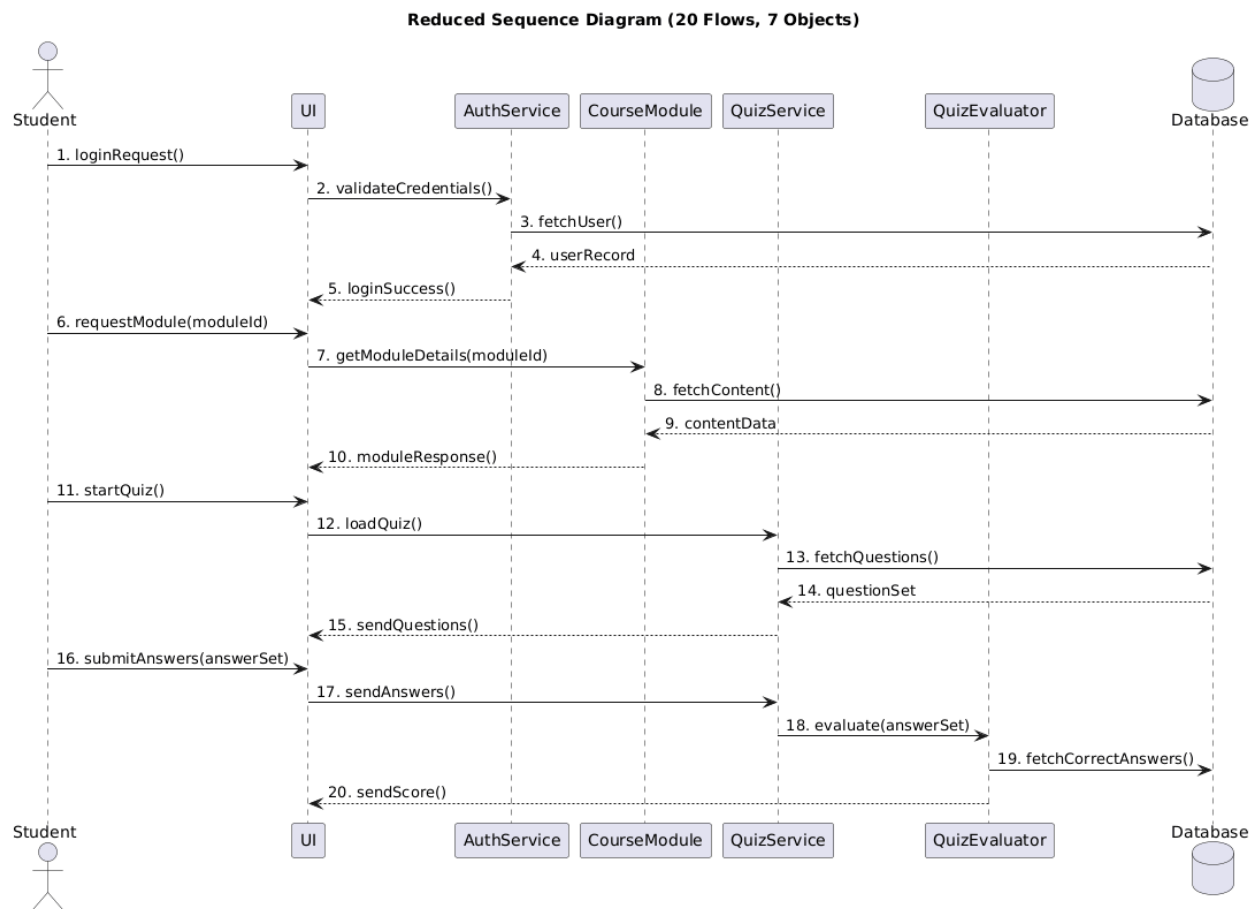 Reduced Sequence Diagram (20 Flows, 7 Objects)
Student
UI
AuthService
CourseModule
QuizService
QuizEvaluator
Database
1. loginRequest()
2. validateCredentials()
3. fetchUser()
4. userRecord
5. loginSuccess()
6. requestModule(moduleId)
7. getModuleDetails(moduleId)
8. fetchContent()
9. contentData
10. moduleResponse()
11. startQuiz()
12. loadQuiz()
13. fetchQuestions()
14. questionSet
15. sendQuestions()
16. submitAnswers(answerSet)
17. sendAnswers()
18. evaluate(answerSet)
19. fetchCorrectAnswers()
20. sendScore()
Student
UI
AuthService
CourseModule
QuizService
QuizEvaluator
Database